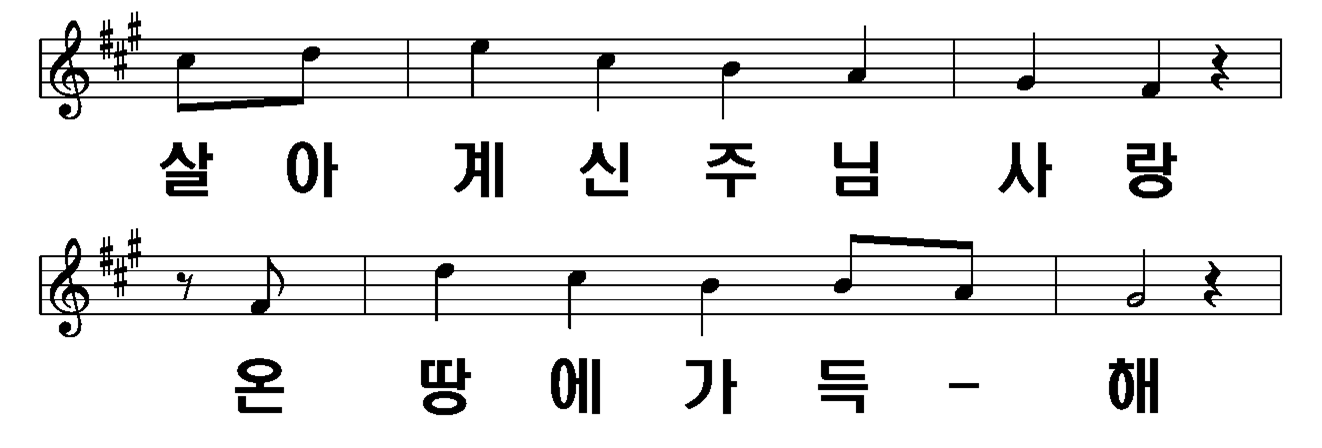 살 아 계 신 주 님 사 랑
온 땅 에 가 득 - 해